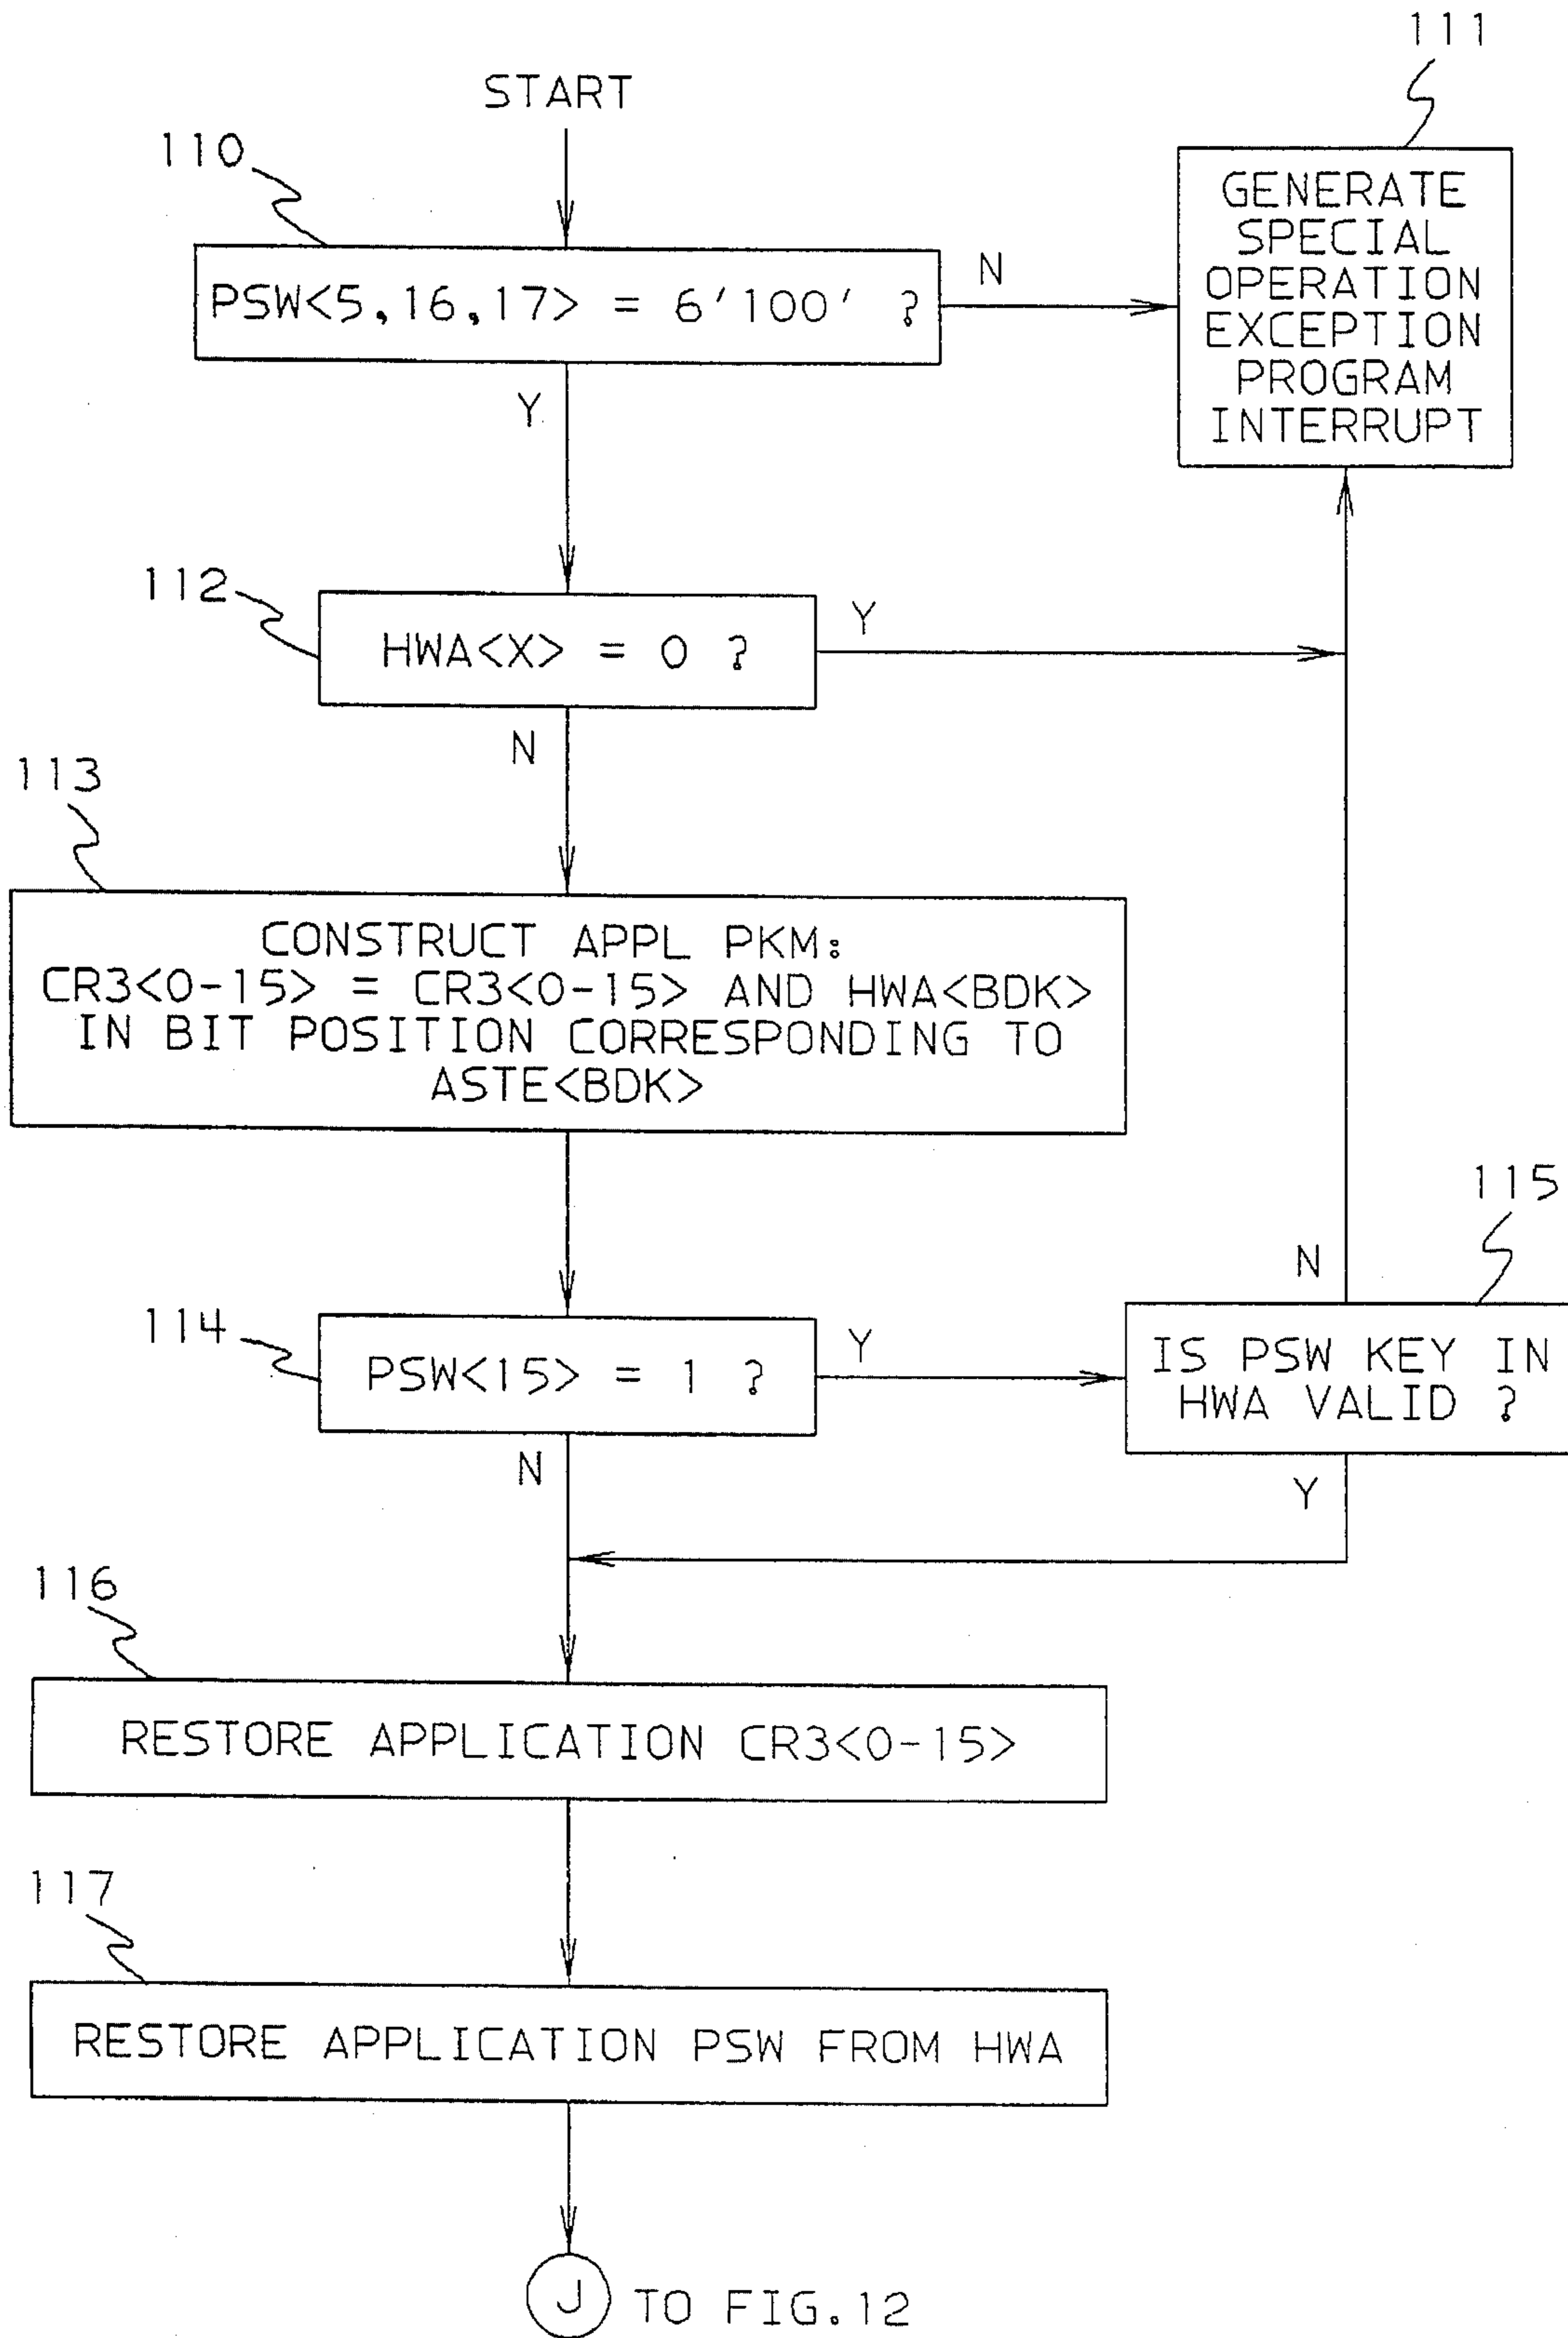 START
110
PSW<5,16,17> = 6'100' ?
N
Y
111
GENERATE
SPECIAL
OPERATION
EXCEPTION
PROGRAM
INTERRUPT
112
HWA<X> = 0 ?
Y
N
113
CONSTRUCT APPL PKM:
CR3<0-15> = CR3<0-15> AND HWA<BDK>
IN BIT POSITION CORRESPONDING TO
ASTE<BDK>
114
PSW<15> = 1 ?
Y
N
115
N
IS PSW KEY IN
HWA VALID ?
Y
116
RESTORE APPLICATION CR3<0-15>
117
RESTORE APPLICATION PSW FROM HWA
J TO FIG.12